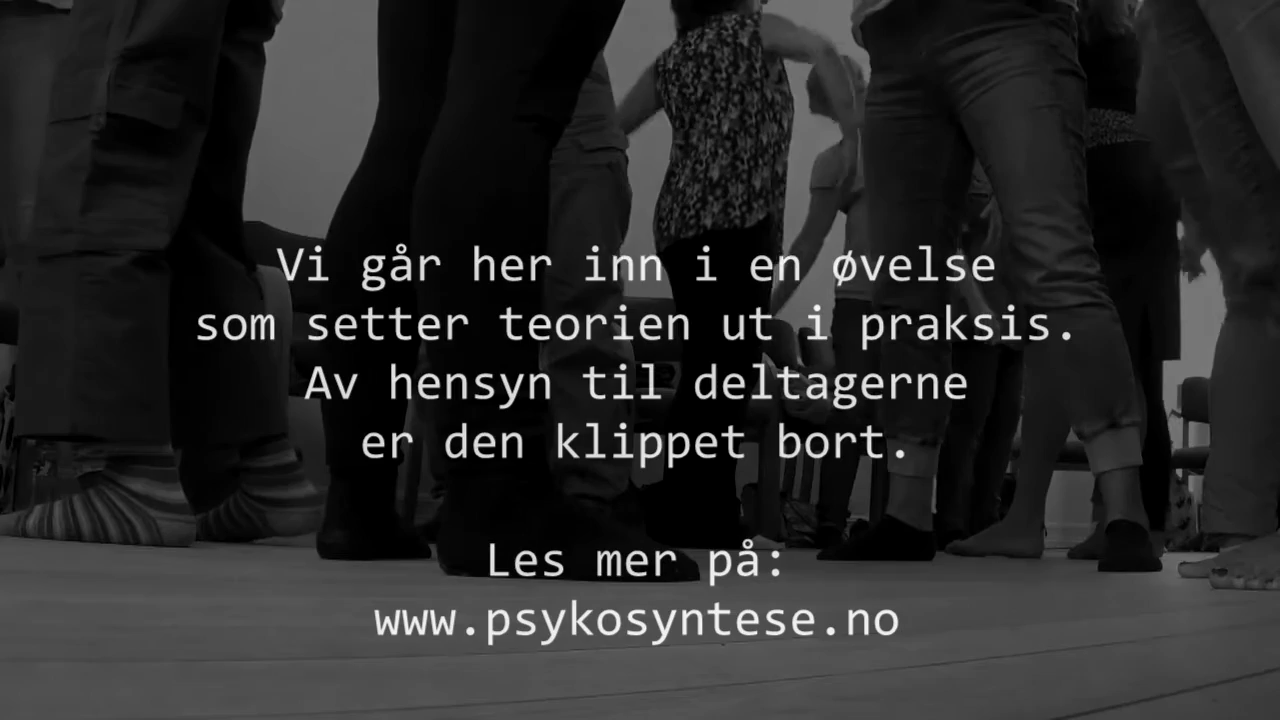 Vi går her inn i en øvelse
som setter teorien ut i praksis.
Av hensyn til deltagerne
er den klippet bort.
Les mer på:
www.psykosyntese.no